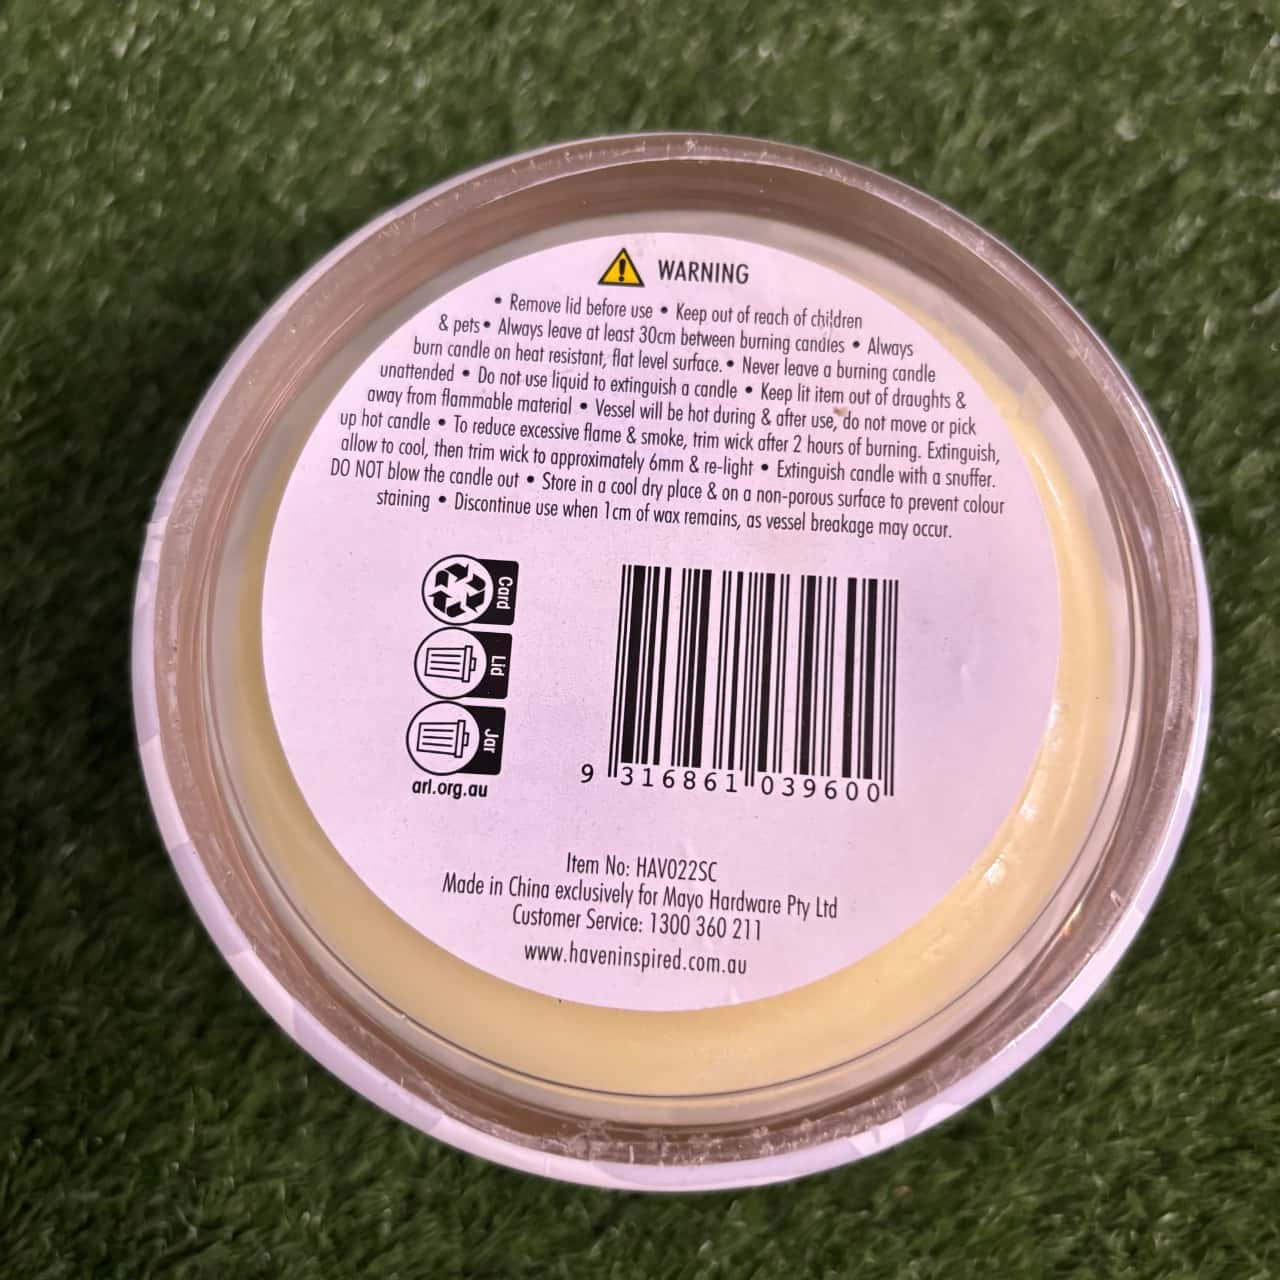 WARNING
• Remove lid before use • Keep out of reach of children
& pets • Always leave at least 30cm between burning candles • Always
burn candle on heat resistant, flat level surface. • Never leave a burning candle
unattended • Do not use liquid to extinguish a candle • Keep lit item out of draughts &
away from flammable material • Vessel will be hot during & after use, do not move or pick
up hot candle • To reduce excessive flame & smoke, trim wick after 2 hours of burning. Extinguish,
allow to cool, then trim wick to approximately 6mm & re-light • Extinguish candle with a snuffer.
DO NOT blow the candle out • Store in a cool dry place & on a non-porous surface to prevent colour
staining • Discontinue use when 1cm of wax remains, as vessel breakage may occur.
Card
Lid
Jar
arl.org.au
9 316861 039600
Item No: HAV022SC
Made in China exclusively for Mayo Hardware Pty Ltd
Customer Service: 1300 360 211
www.haveninspired.com.au